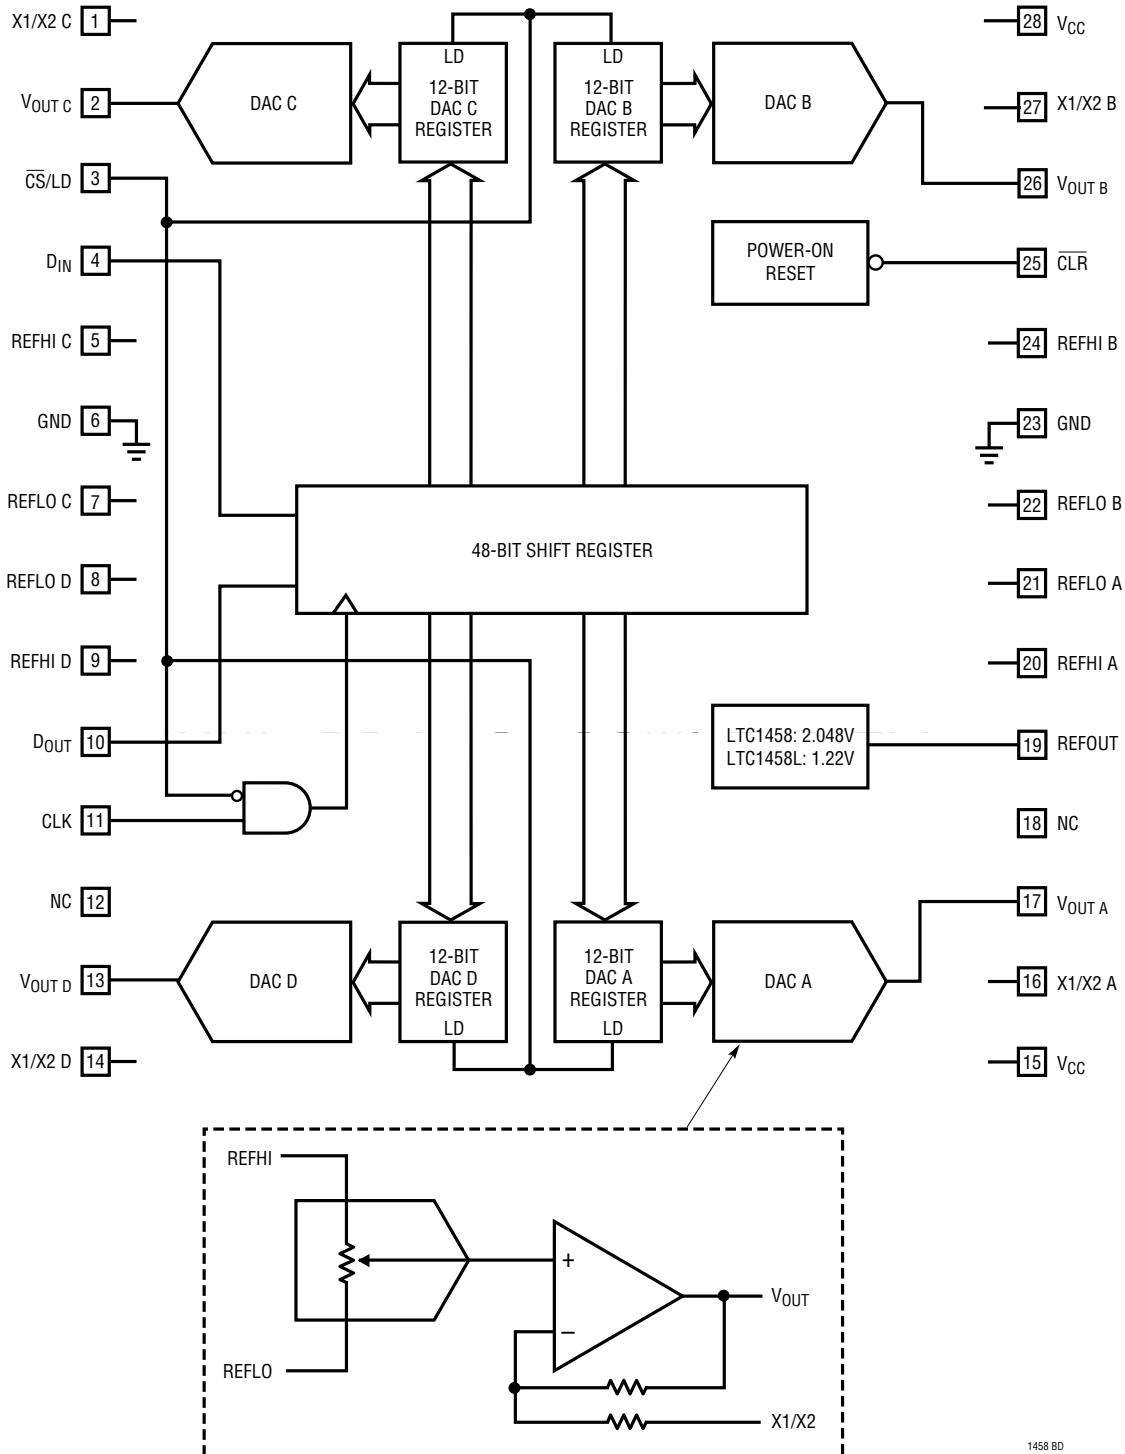 X1/X2 C 1
V_OUT C 2
C̅S̅/LD 3
D_IN 4
REFHI C 5
GND 6
REFLO C 7
REFLO D 8
REFHI D 9
D_OUT 10
CLK 11
NC 12
V_OUT D 13
X1/X2 D 14
DAC C
LD
12-BIT
DAC C
REGISTER
LD
12-BIT
DAC B
REGISTER
DAC B
POWER-ON
RESET
48-BIT SHIFT REGISTER
LTC1458: 2.048V
LTC1458L: 1.22V
DAC D
12-BIT
DAC D
REGISTER
LD
12-BIT
DAC A
REGISTER
LD
DAC A
28 V_CC
27 X1/X2 B
26 V_OUT B
25 C̅L̅R̅
24 REFHI B
23 GND
22 REFLO B
21 REFLO A
20 REFHI A
19 REFOUT
18 NC
17 V_OUT A
16 X1/X2 A
15 V_CC
REFHI
+
–
V_OUT
REFLO
X1/X2
1458 BD